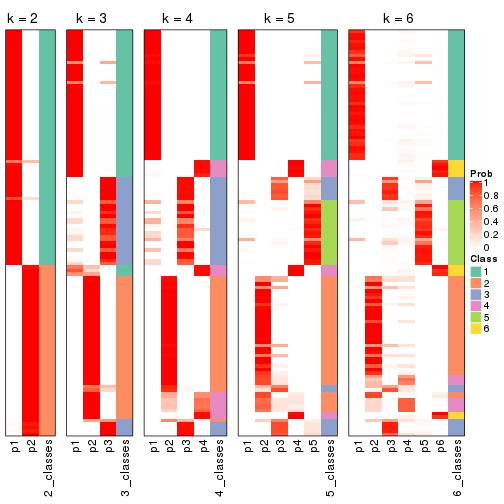 k = 2
k = 3
k = 4
k = 5
k = 6
p1
p2
2_classes
p1
p2
p3
3_classes
p1
p2
p3
p4
4_classes
p1
p2
p3
p4
p5
5_classes
p1
p2
p3
p4
p5
p6
6_classes
Prob
1
0.8
0.6
0.4
0.2
0
Class
1
2
3
4
5
6